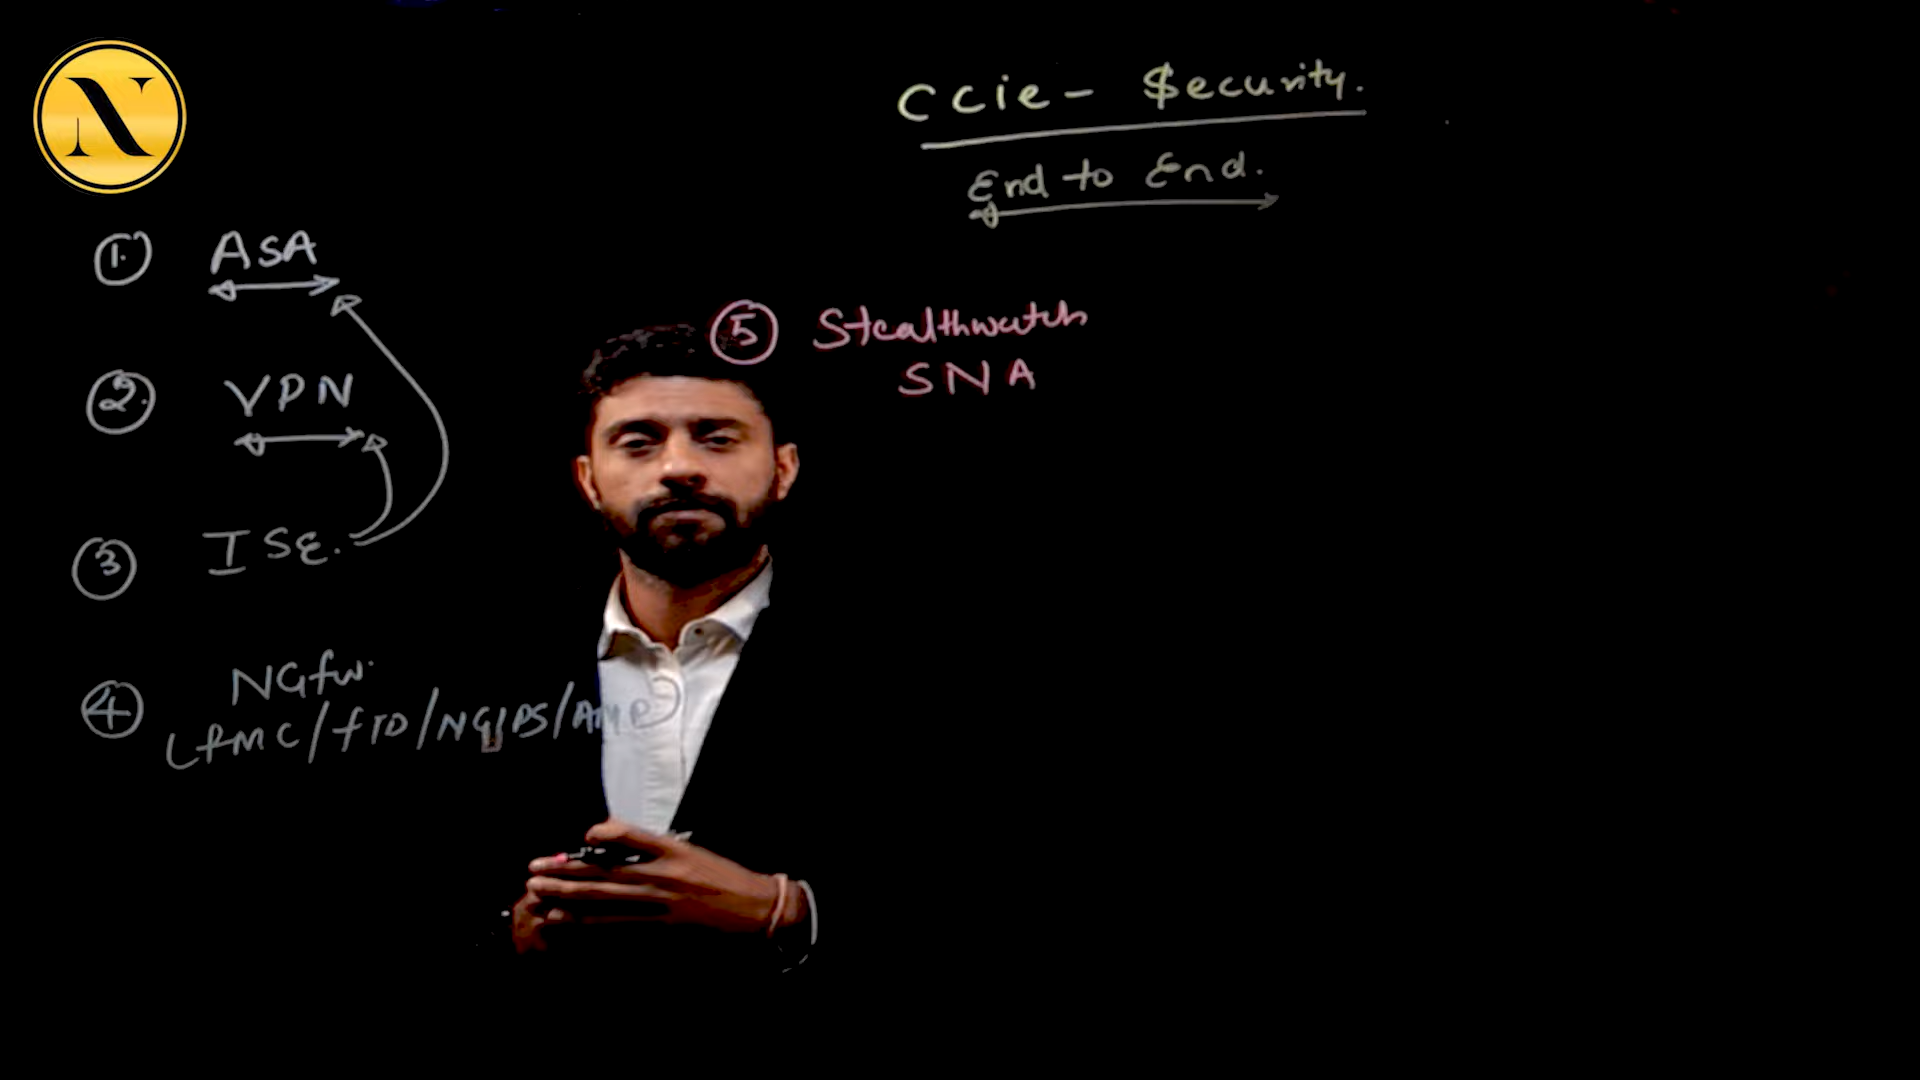 N
CCie - $ecurity.
End to End.
1. ASA
2. VPN
3 ISE.
4 NGfw.
(fMC/fTD/NGIPS/AMP)
5 Stealthwatch
SNA